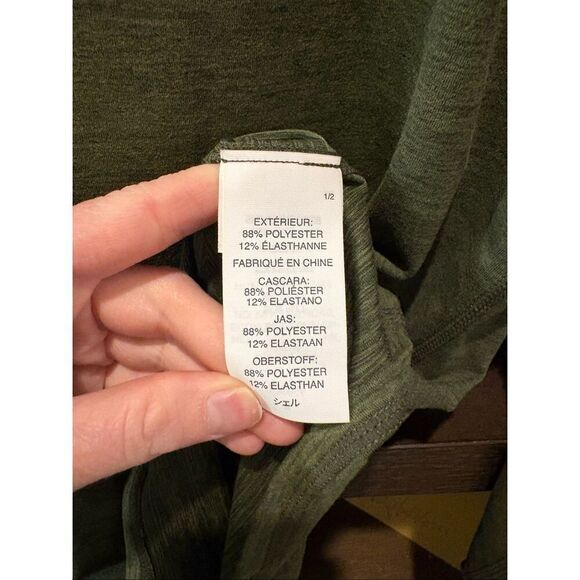 1/2
EXTÉRIEUR:
88% POLYESTER
12% ÉLASTHANNE
FABRIQUÉ EN CHINE
CASCARA:
88% POLIÉSTER
12% ELASTANO
JAS:
88% POLYESTER
12% ELASTAAN
OBERSTOFF:
88% POLYESTER
12% ELASTHAN
シェル